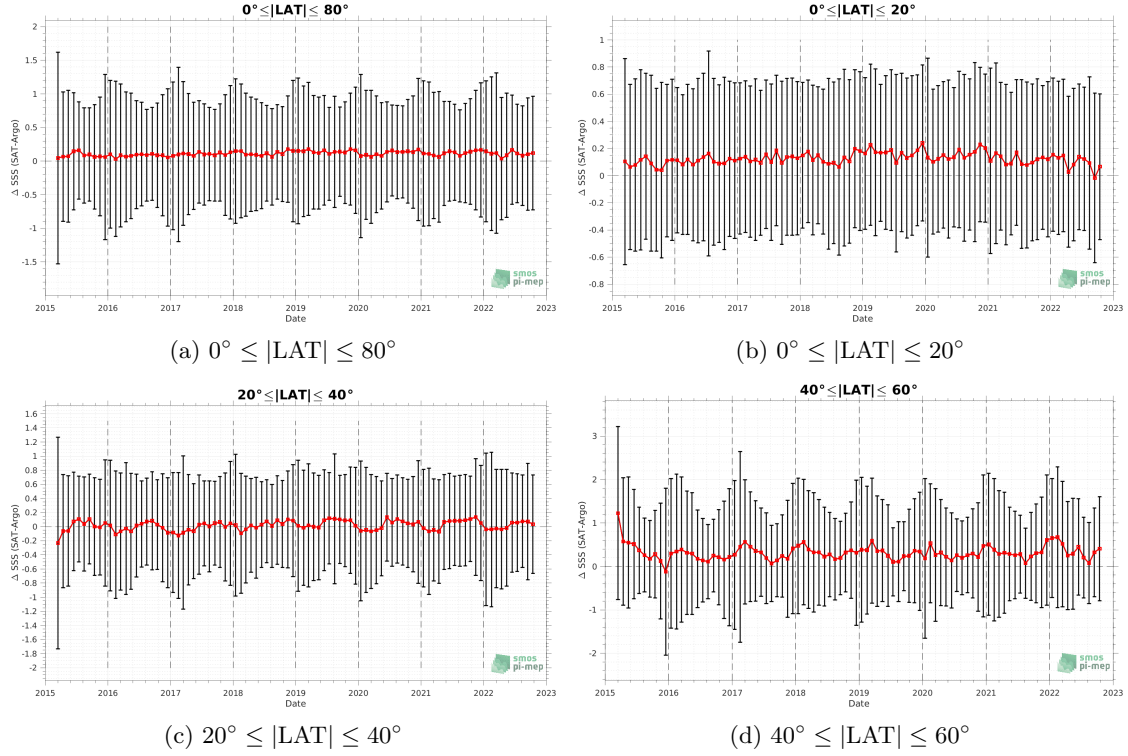 0°≤|LAT|≤ 80°
2
1.5
1
0.5
0
-0.5
-1
-1.5
Δ SSS (SAT-Argo)
2015 2016 2017 2018 2019 2020 2021 2022 2023
Date
smos
pi-mep
(a) 0° ≤ |LAT| ≤ 80°
0°≤|LAT|≤ 20°
1
0.8
0.6
0.4
0.2
0
-0.2
-0.4
-0.6
-0.8
Δ SSS (SAT-Argo)
2015 2016 2017 2018 2019 2020 2021 2022 2023
Date
smos
pi-mep
(b) 0° ≤ |LAT| ≤ 20°
20°≤|LAT|≤ 40°
1.6
1.4
1.2
1
0.8
0.6
0.4
0.2
0
-0.2
-0.4
-0.6
-0.8
-1
-1.2
-1.4
-1.6
-1.8
-2
Δ SSS (SAT-Argo)
2015 2016 2017 2018 2019 2020 2021 2022 2023
Date
smos
pi-mep
(c) 20° ≤ |LAT| ≤ 40°
40°≤|LAT|≤ 60°
3
2
1
0
-1
-2
Δ SSS (SAT-Argo)
2015 2016 2017 2018 2019 2020 2021 2022 2023
Date
smos
pi-mep
(d) 40° ≤ |LAT| ≤ 60°